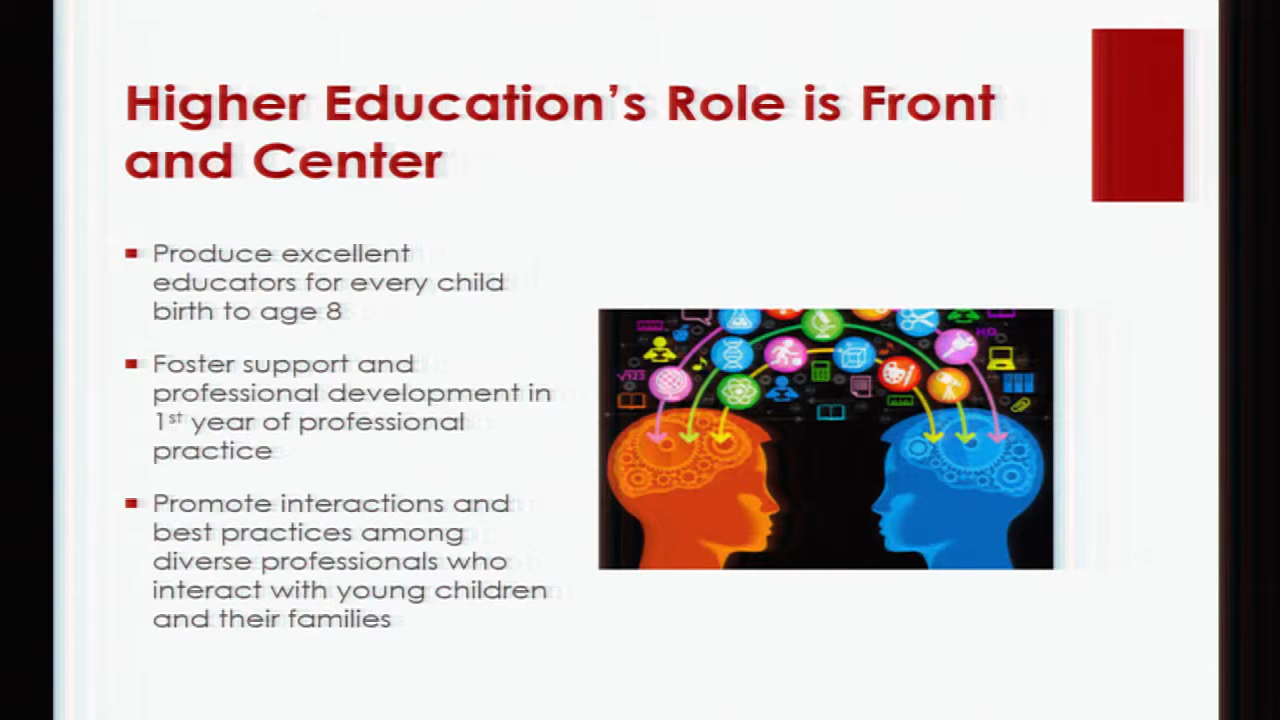 Higher Education’s Role is Front
and Center
Produce excellent
educators for every child
birth to age 8
Foster support and
professional development in
1st year of professional
practice
Promote interactions and
best practices among
diverse professionals who
interact with young children
and their families
√123
HQ